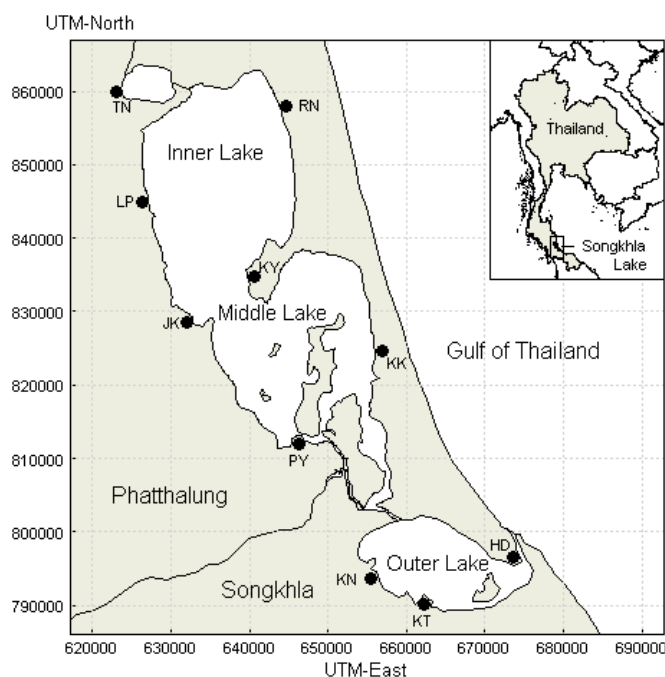 UTM-North
860000
850000
840000
830000
820000
810000
800000
790000
TN
RN
Inner Lake
LP
KY
Middle Lake
JK
KK
Gulf of Thailand
PY
Phatthalung
HD
Outer Lake
KN
Songkhla
KT
Thailand
Songkhla
Lake
620000 630000 640000 650000 660000 670000 680000 690000
UTM-East